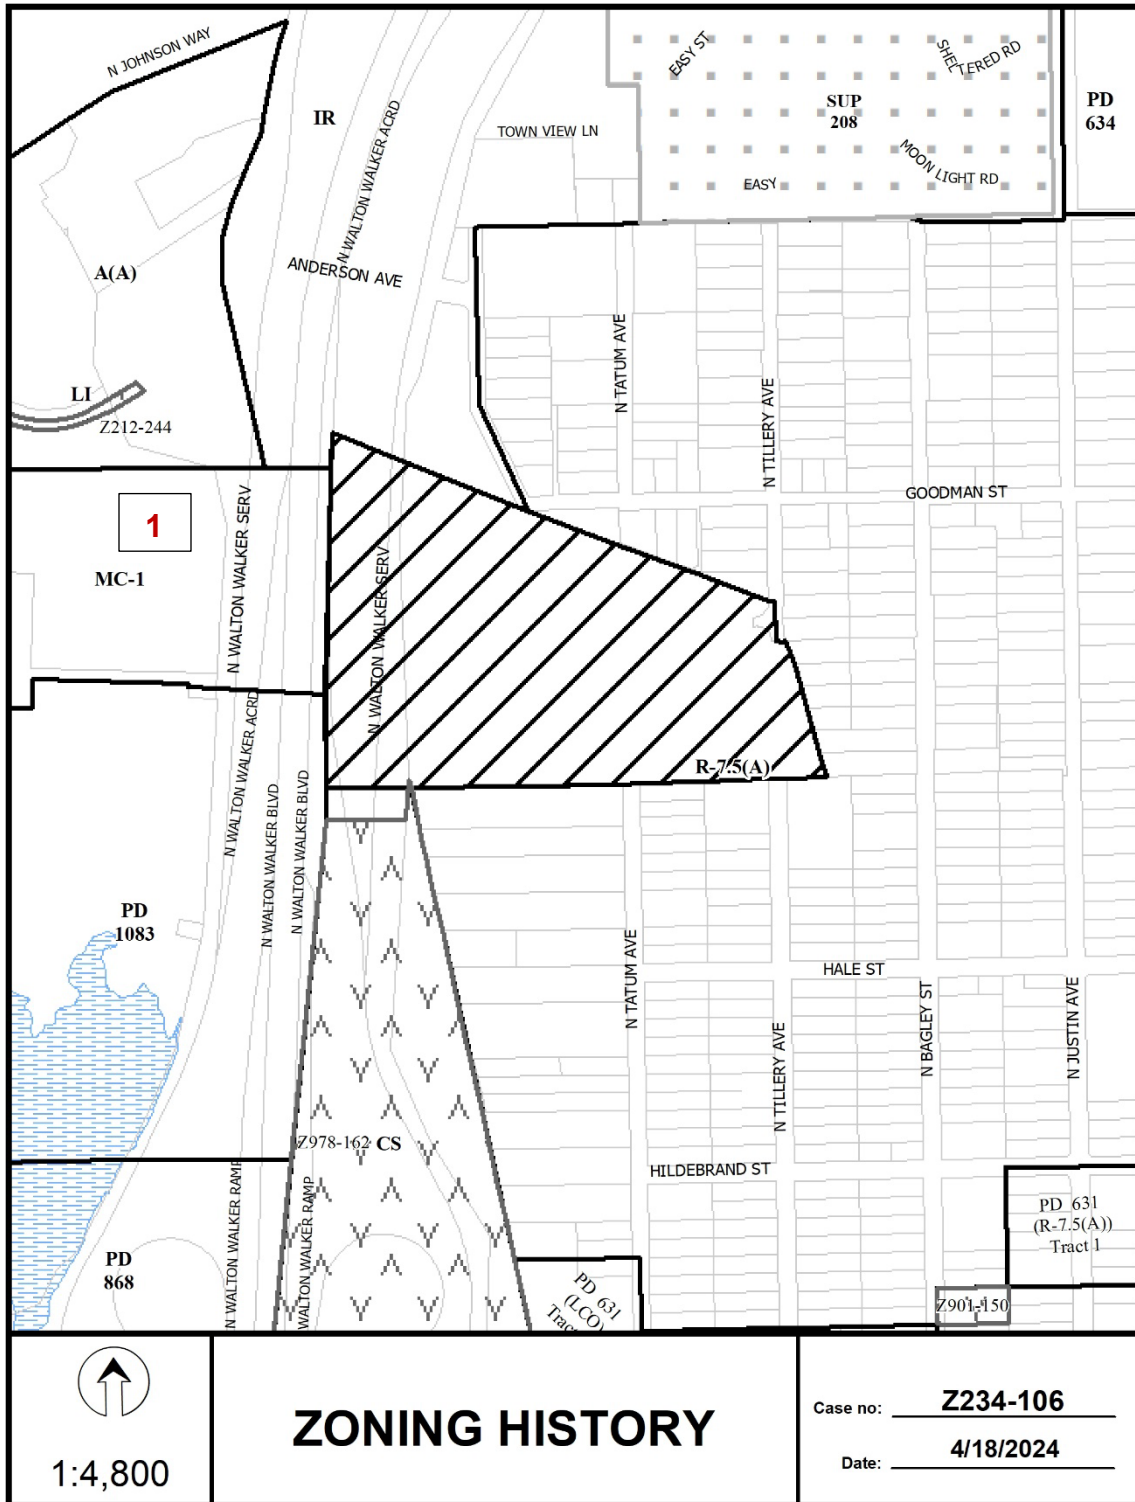 N JOHNSON WAY
IR
N WALTON WALKER ACRD
TOWN VIEW LN
EASY ST
SHEL
TERED RD
SUP
208
PD
634
MOON LIGHT RD
EASY
A(A)
ANDERSON AVE
N TATUM AVE
N TILLERY AVE
LI
Z212-244
GOODMAN ST
1
MC-1
N WALTON WALKER SERV
N WALTON WALKER SERV
R-7.5(A)
N WALTON WALKER ACRD
N WALTON WALKER BLVD
N WALTON WALKER BLVD
PD
1083
N TATUM AVE
HALE ST
N TILLERY AVE
N BAGLEY ST
N JUSTIN AVE
Z978-162
CS
HILDEBRAND ST
N WALTON WALKER RAMP
WALTON WALKER RAMP
PD
868
PD 631
(LCO)
PD 631
(R-7.5(A))
Tract 1
Z901-150
1:4,800
ZONING HISTORY
Case no: Z234-106
Date: 4/18/2024